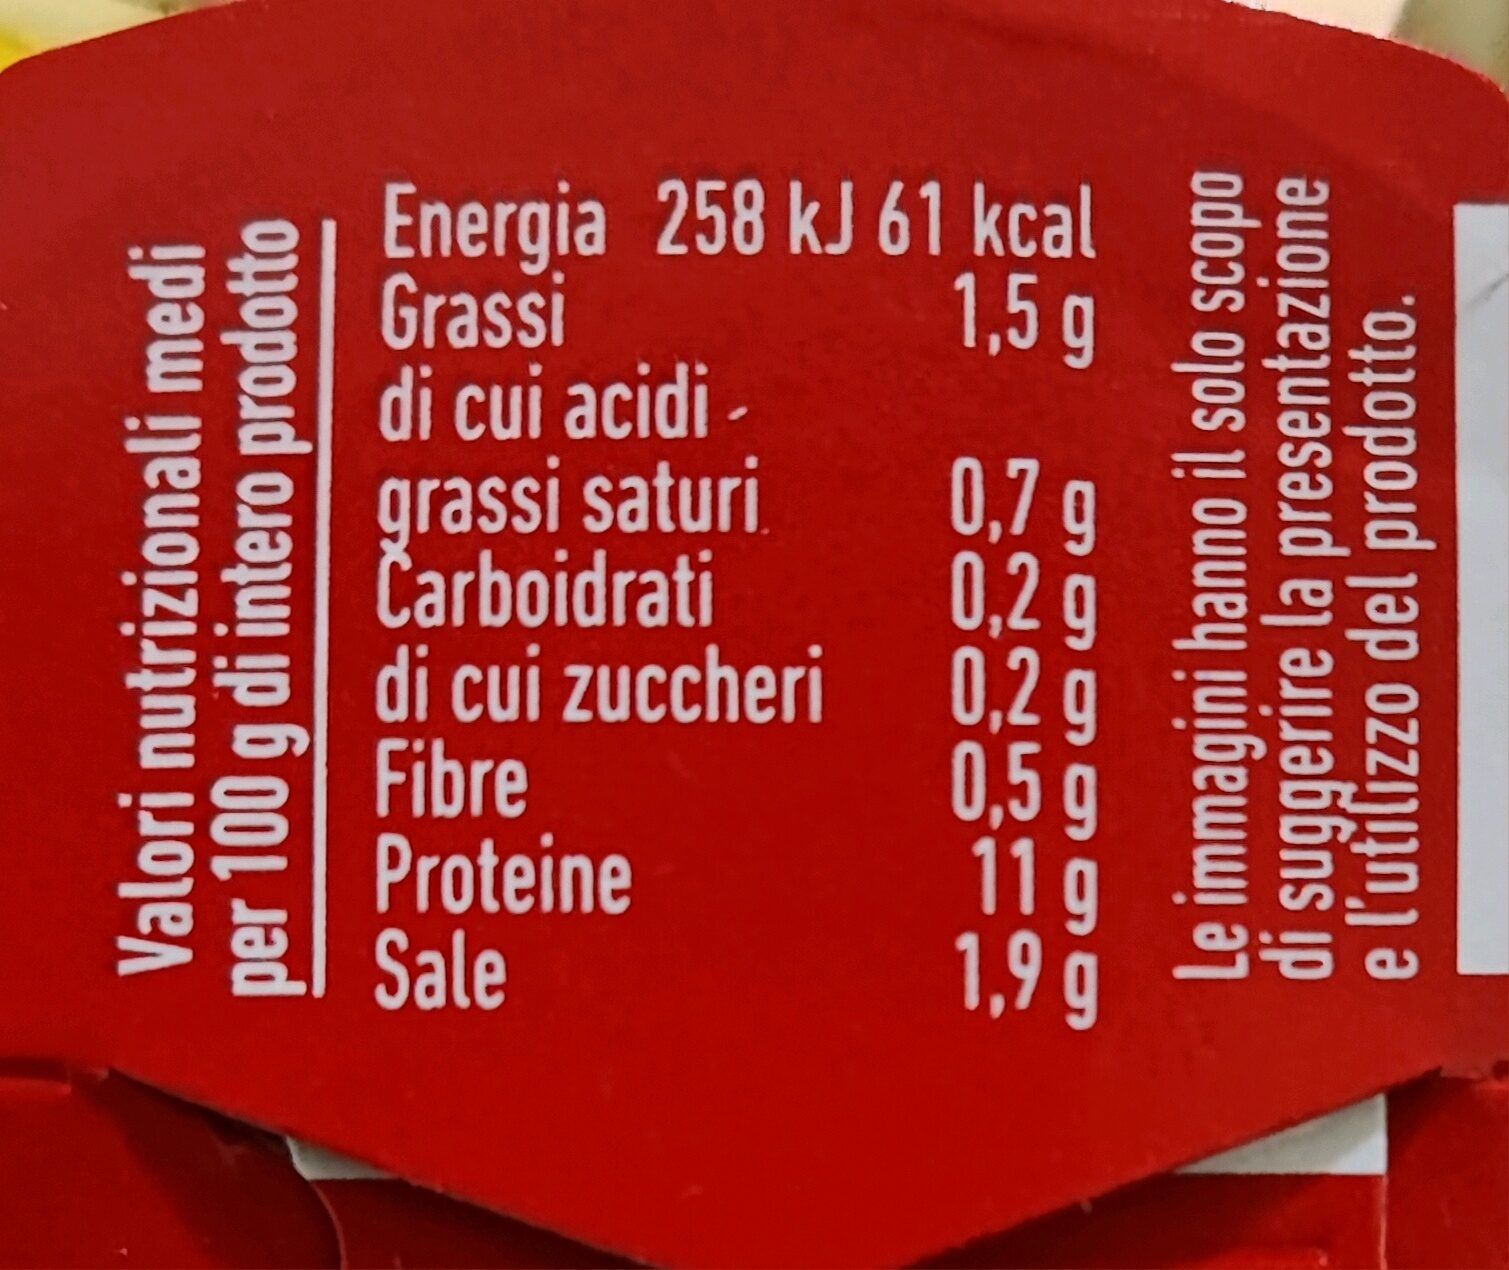 Valori nutrizionali medi
per 100 g di intero prodotto
Energia 258 kJ 61 kcal
Grassi 1,5 g
di cui acidi
grassi saturi 0,7 g
Carboidrati 0,2 g
di cui zuccheri 0,2 g
Fibre 0,5 g
Proteine 11 g
Sale 1,9 g
Le immagini hanno il solo scopo
di suggerire la presentazione
e l'utilizzo del prodotto.